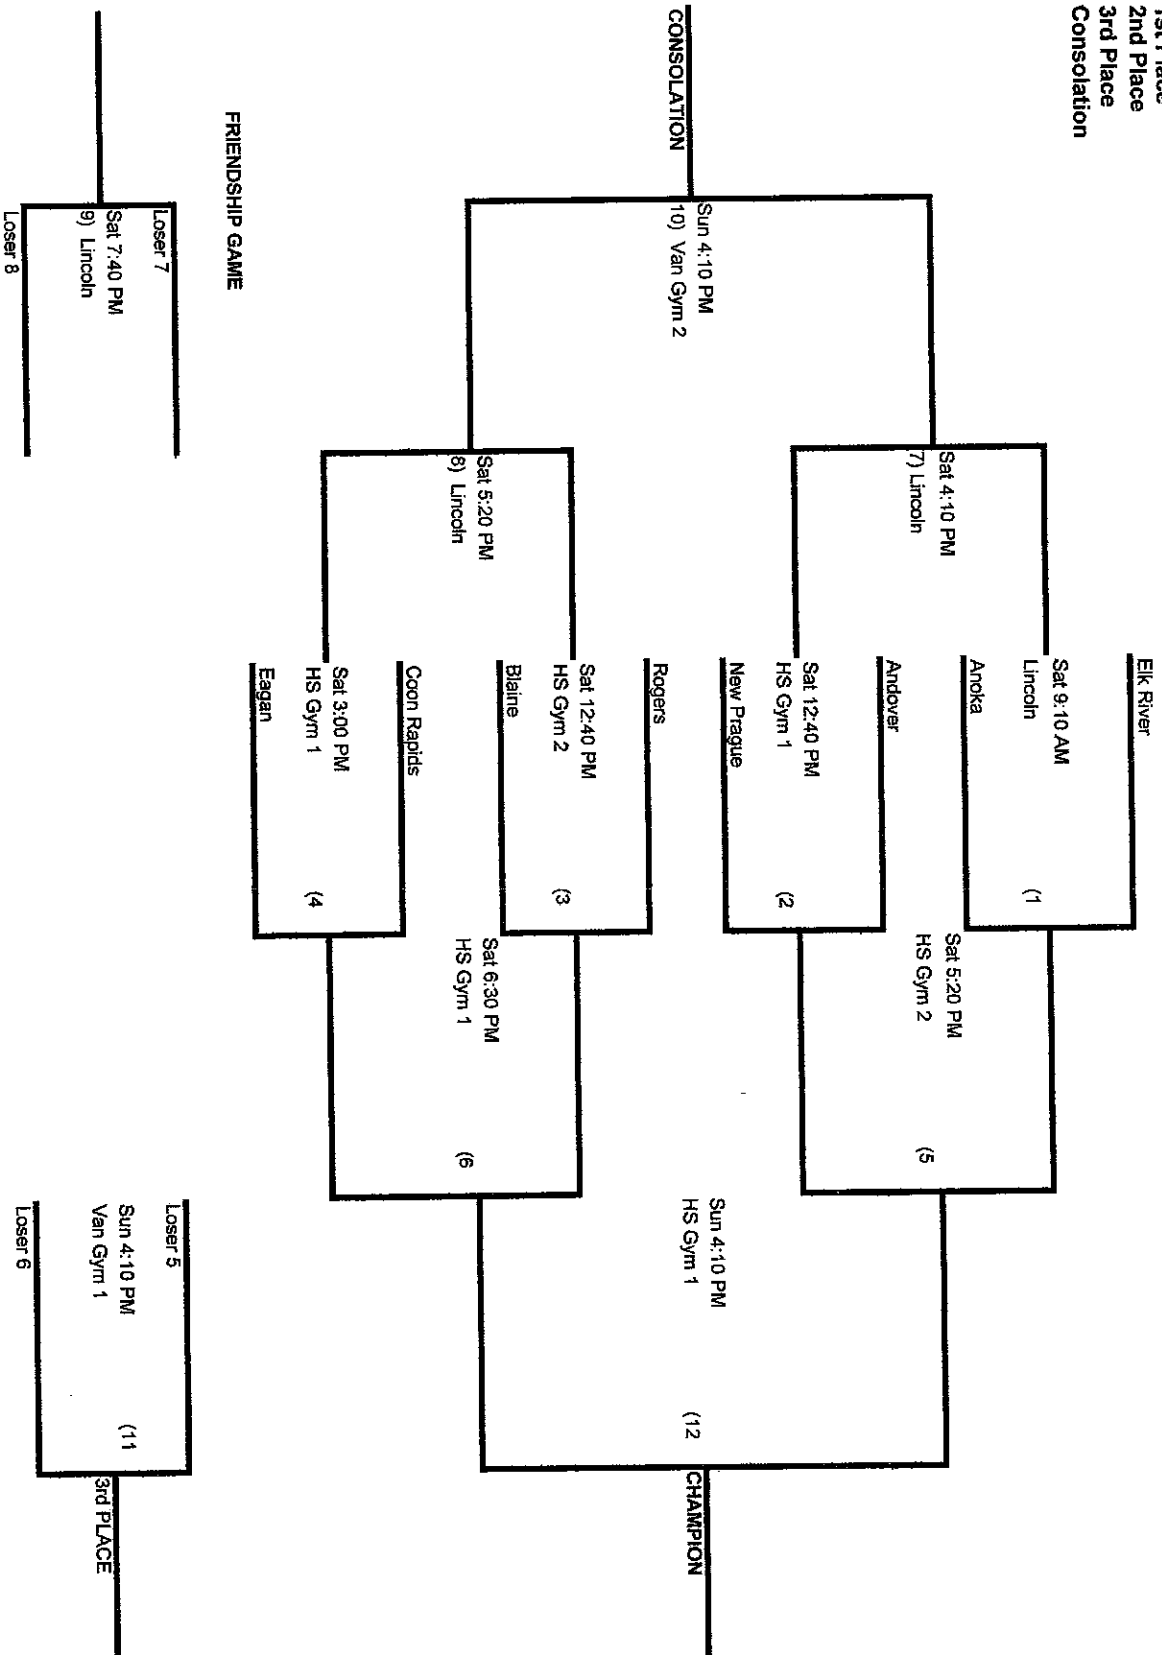 2nd Place
3rd Place
Consolation
Elk River
Sat 9:10 AM
Lincoln
(1
Anoka
Sat 4:10 PM
7) Lincoln
Sat 5:20 PM
HS Gym 2
(5
Andover
Sat 12:40 PM
HS Gym 1
(2
New Prague
CONSOLATION
Sun 4:10 PM
10) Van Gym 2
Sun 4:10 PM
HS Gym 1
(12
CHAMPION
Rogers
Sat 12:40 PM
HS Gym 2
(3
Blaine
Sat 5:20 PM
8) Lincoln
Sat 6:30 PM
HS Gym 1
(6
Coon Rapids
Sat 3:00 PM
HS Gym 1
(4
Eagan
FRIENDSHIP GAME
Loser 7
Sat 7:40 PM
9) Lincoln
Loser 8
Loser 5
Sun 4:10 PM
Van Gym 1
(11
3rd PLACE
Loser 6